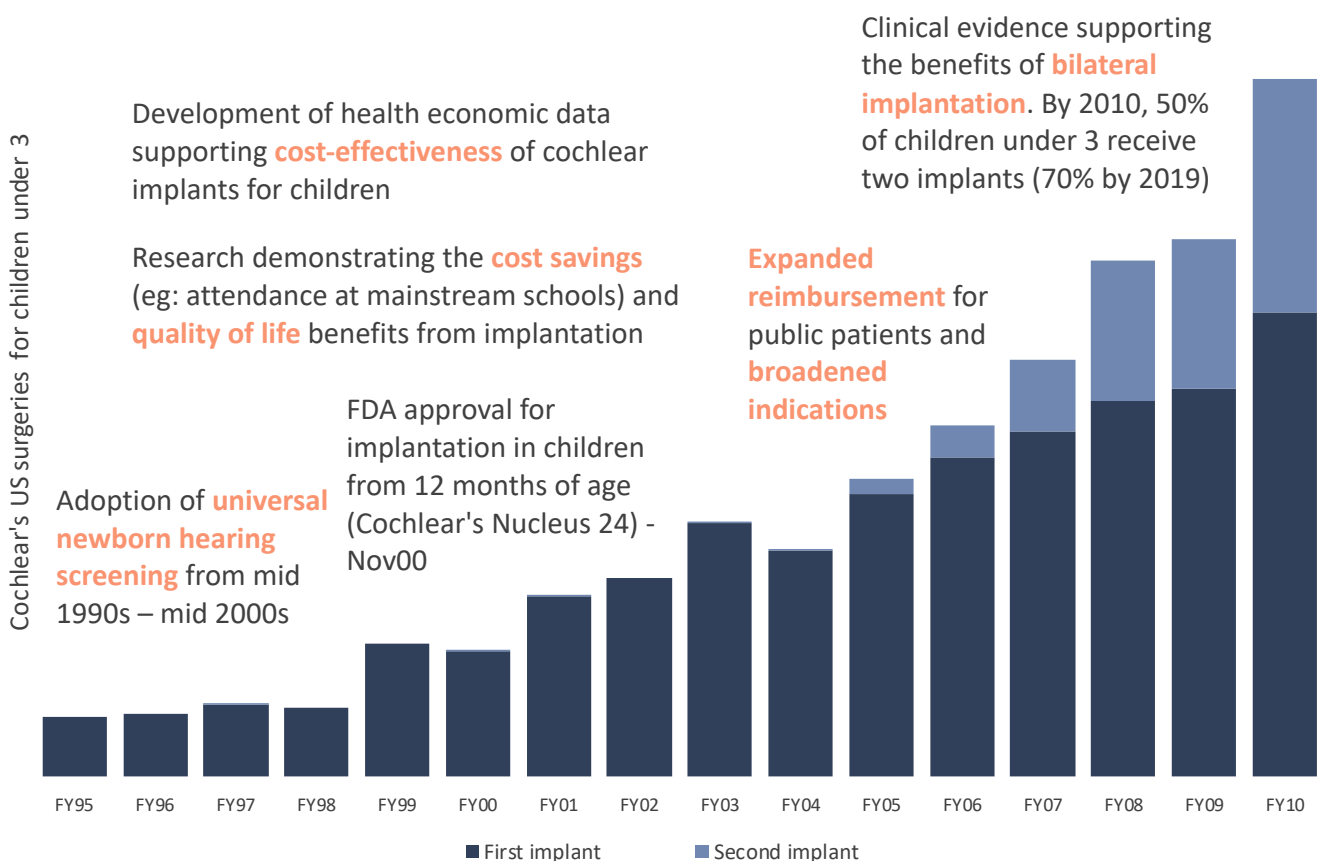 Cochlear's US surgeries for children under 3
Development of health economic data
supporting cost-effectiveness of cochlear
implants for children
Research demonstrating the cost savings
(eg: attendance at mainstream schools) and
quality of life benefits from implantation
Clinical evidence supporting
the benefits of bilateral
implantation. By 2010, 50%
of children under 3 receive
two implants (70% by 2019)
Expanded
reimbursement for
public patients and
broadened
indications
FDA approval for
implantation in children
from 12 months of age
(Cochlear's Nucleus 24) -
Nov00
Adoption of universal
newborn hearing
screening from mid
1990s – mid 2000s
FY95 FY96 FY97 FY98 FY99 FY00 FY01 FY02 FY03 FY04 FY05 FY06 FY07 FY08 FY09 FY10
First implant Second implant